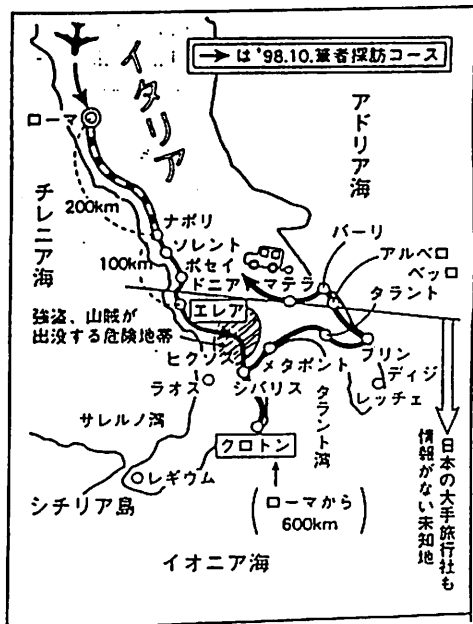 →は'98.10.筆者探訪コース
イタリア
アドリア海
ローマ
チレニア海
200km
ナポリ
ソレント
100km
ポセイドニア
マテラ
バーリ
アルベロベッロ
タラント
エレア
強盗、山賊が
出没する危険地帯
ヒクソス
メタポント
ブリンディジ
ラオス
シバリス
レッチェ
サレルノ湾
タラント湾
クロトン
レギウム
シチリア島
(ローマから
600km)
イオニア海
日本の大手旅行社も
情報がない未知地